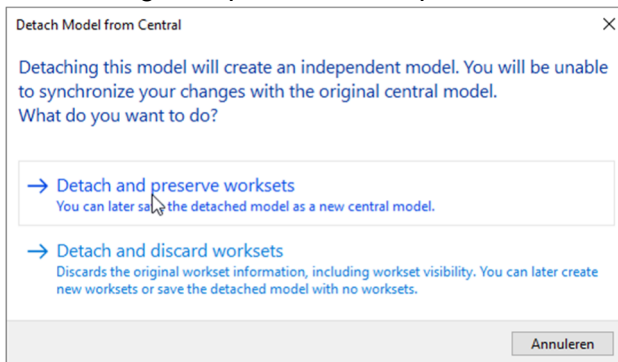 Detach Model from Central
Detaching this model will create an independent model. You will be unable
to synchronize your changes with the original central model.
What do you want to do?
Detach and preserve worksets
You can later save the detached model as a new central model.
Detach and discard worksets
Discards the original workset information, including workset visibility. You can later create
new worksets or save the detached model with no worksets.
Annuleren